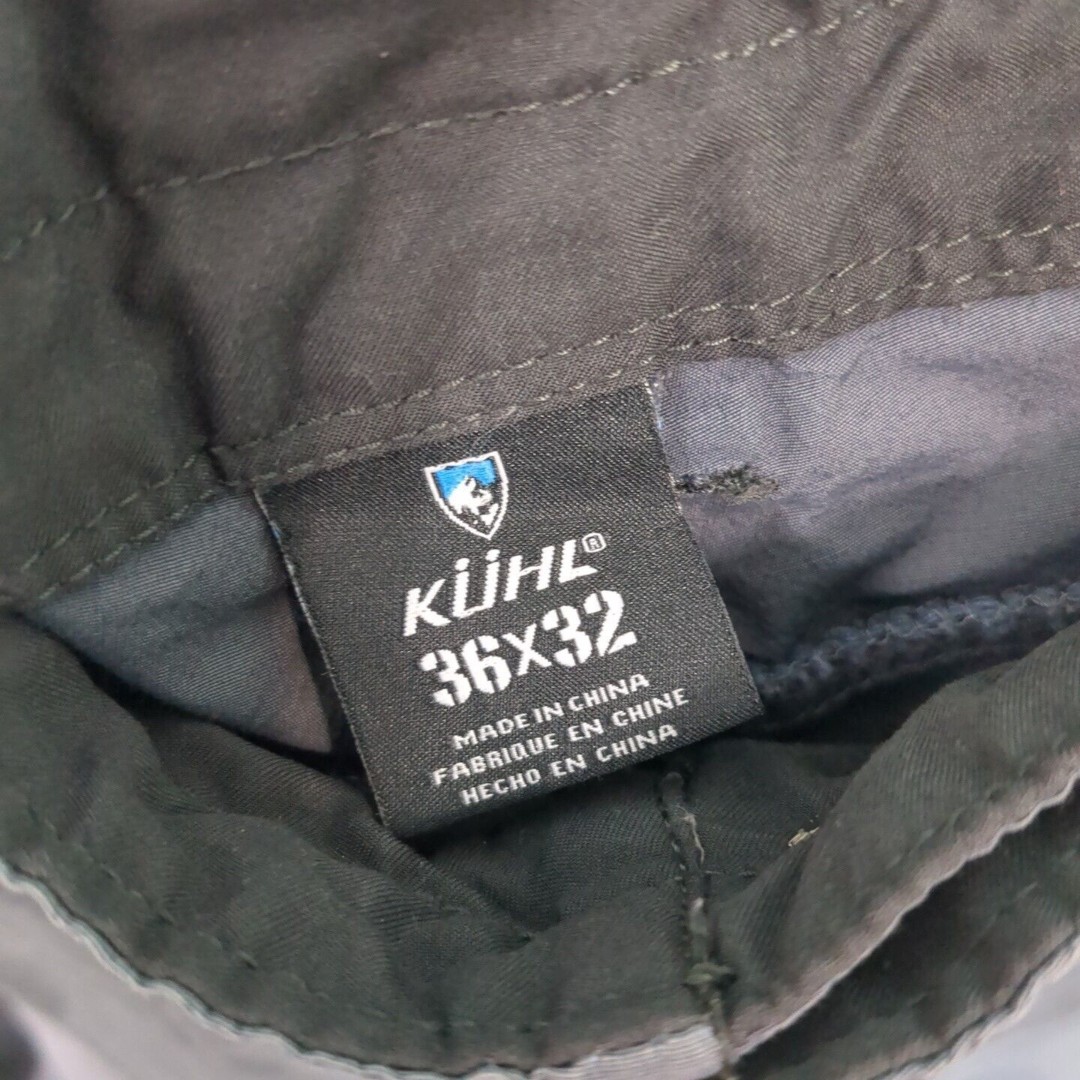 KÜHL®
36X32
MADE IN CHINA
FABRIQUE EN CHINE
HECHO EN CHINA